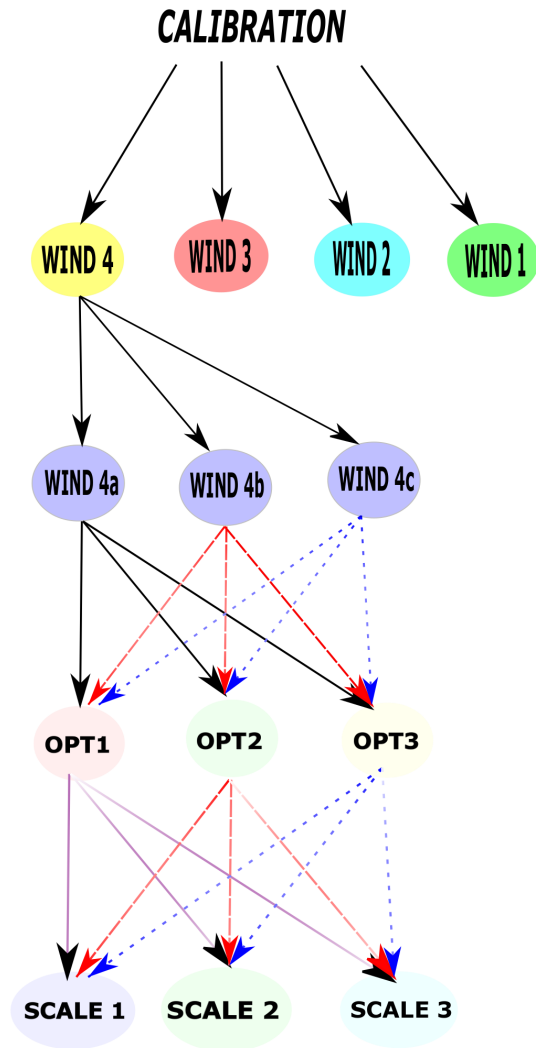 CALIBRATION
WIND 4
WIND 3
WIND 2
WIND 1
WIND 4a
WIND 4b
WIND 4c
OPT1
OPT2
OPT3
SCALE 1
SCALE 2
SCALE 3